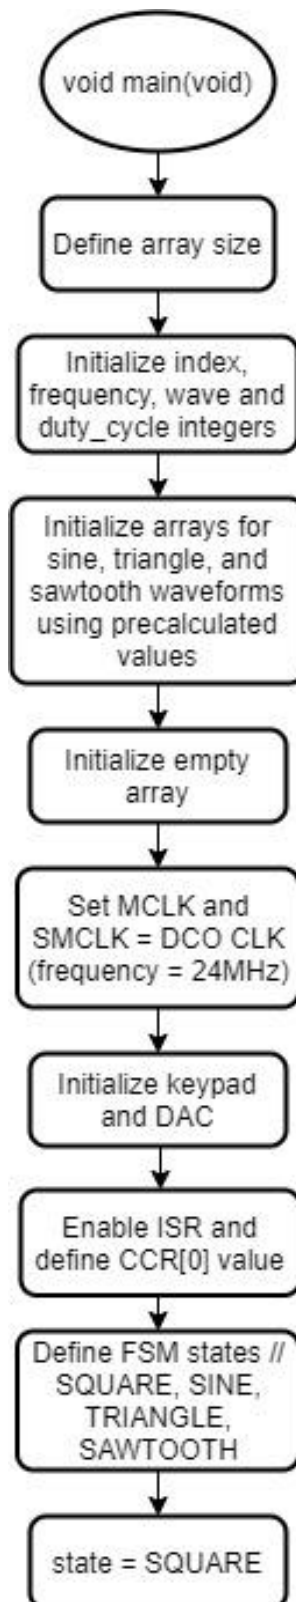 void main(void)
Define array size
Initialize index,
frequency, wave and
duty_cycle integers
Initialize arrays for
sine, triangle, and
sawtooth waveforms
using precalculated
values
Initialize empty
array
Set MCLK and
SMCLK = DCO CLK
(frequency = 24MHz)
Initialize keypad
and DAC
Enable ISR and
define CCR[0] value
Define FSM states //
SQUARE, SINE,
TRIANGLE,
SAWTOOTH
state = SQUARE